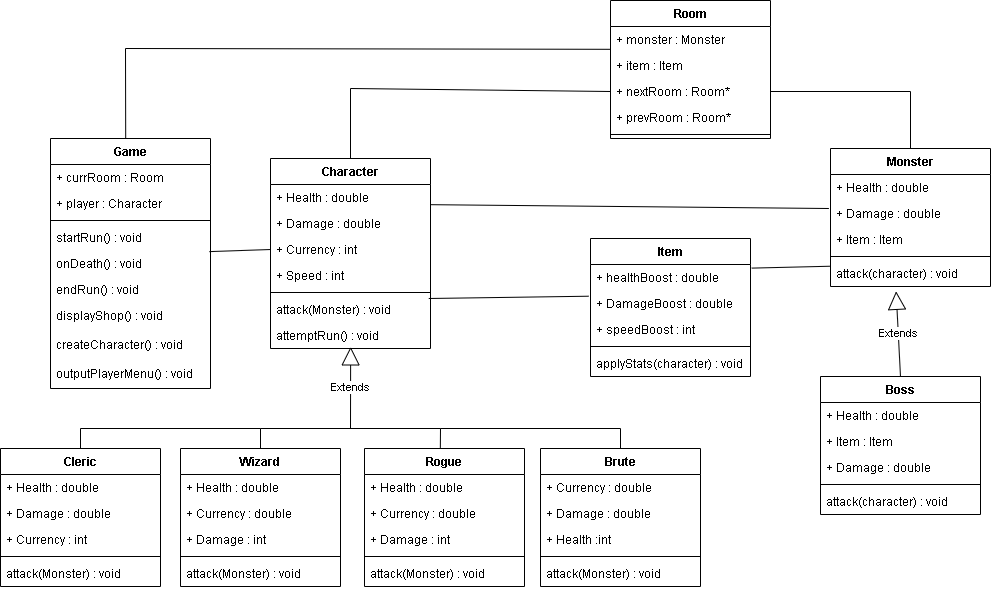 Room
+ monster : Monster
+ item : Item
+ nextRoom : Room*
+ prevRoom : Room*
Game
+ currRoom : Room
+ player : Character
startRun() : void
onDeath() : void
endRun() : void
displayShop() : void
createCharacter() : void
outputPlayerMenu() : void
Character
+ Health : double
+ Damage : double
+ Currency : int
+ Speed : int
attack(Monster) : void
attemptRun() : void
Extends
Item
+ healthBoost : double
+ DamageBoost : double
+ speedBoost : int
applyStats(character) : void
Monster
+ Health : double
+ Damage : double
+ Item : Item
attack(character) : void
Extends
Boss
+ Health : double
+ Item : Item
+ Damage : double
attack(character) : void
Cleric
+ Health : double
+ Damage : double
+ Currency : int
attack(Monster) : void
Wizard
+ Health : double
+ Currency : double
+ Damage : int
attack(Monster) : void
Rogue
+ Health : double
+ Currency : double
+ Damage : int
attack(Monster) : void
Brute
+ Currency : double
+ Damage : double
+ Health :int
attack(Monster) : void